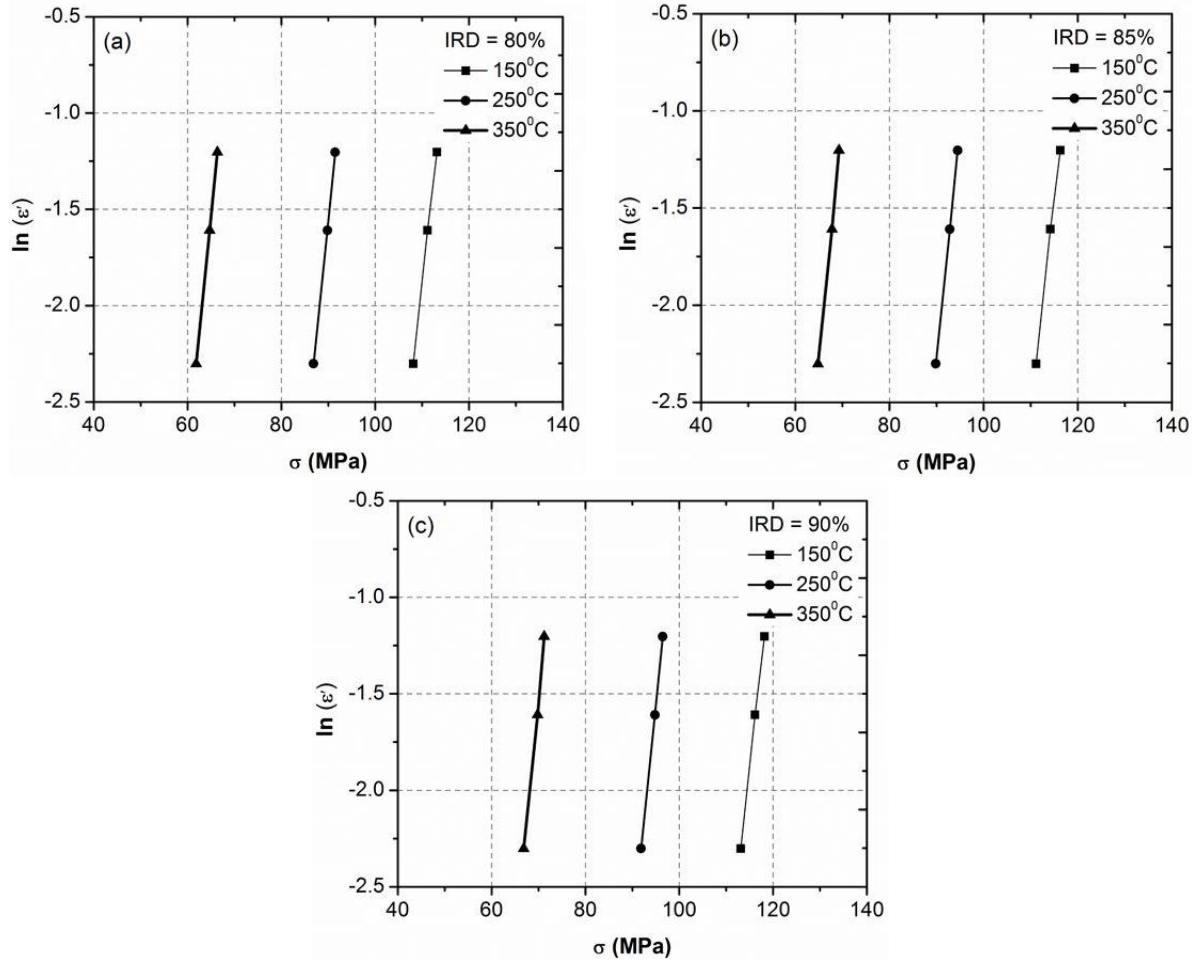 (a)
IRD = 80%
150⁰C
250⁰C
350⁰C
-0.5
-1.0
-1.5
-2.0
-2.5
ln (ε′)
40 60 80 100 120 140
σ (MPa)
(b)
IRD = 85%
150⁰C
250⁰C
350⁰C
-0.5
-1.0
-1.5
-2.0
-2.5
ln (ε′)
40 60 80 100 120 140
σ (MPa)
(c)
IRD = 90%
150⁰C
250⁰C
350⁰C
-0.5
-1.0
-1.5
-2.0
-2.5
ln (ε′)
40 60 80 100 120 140
σ (MPa)